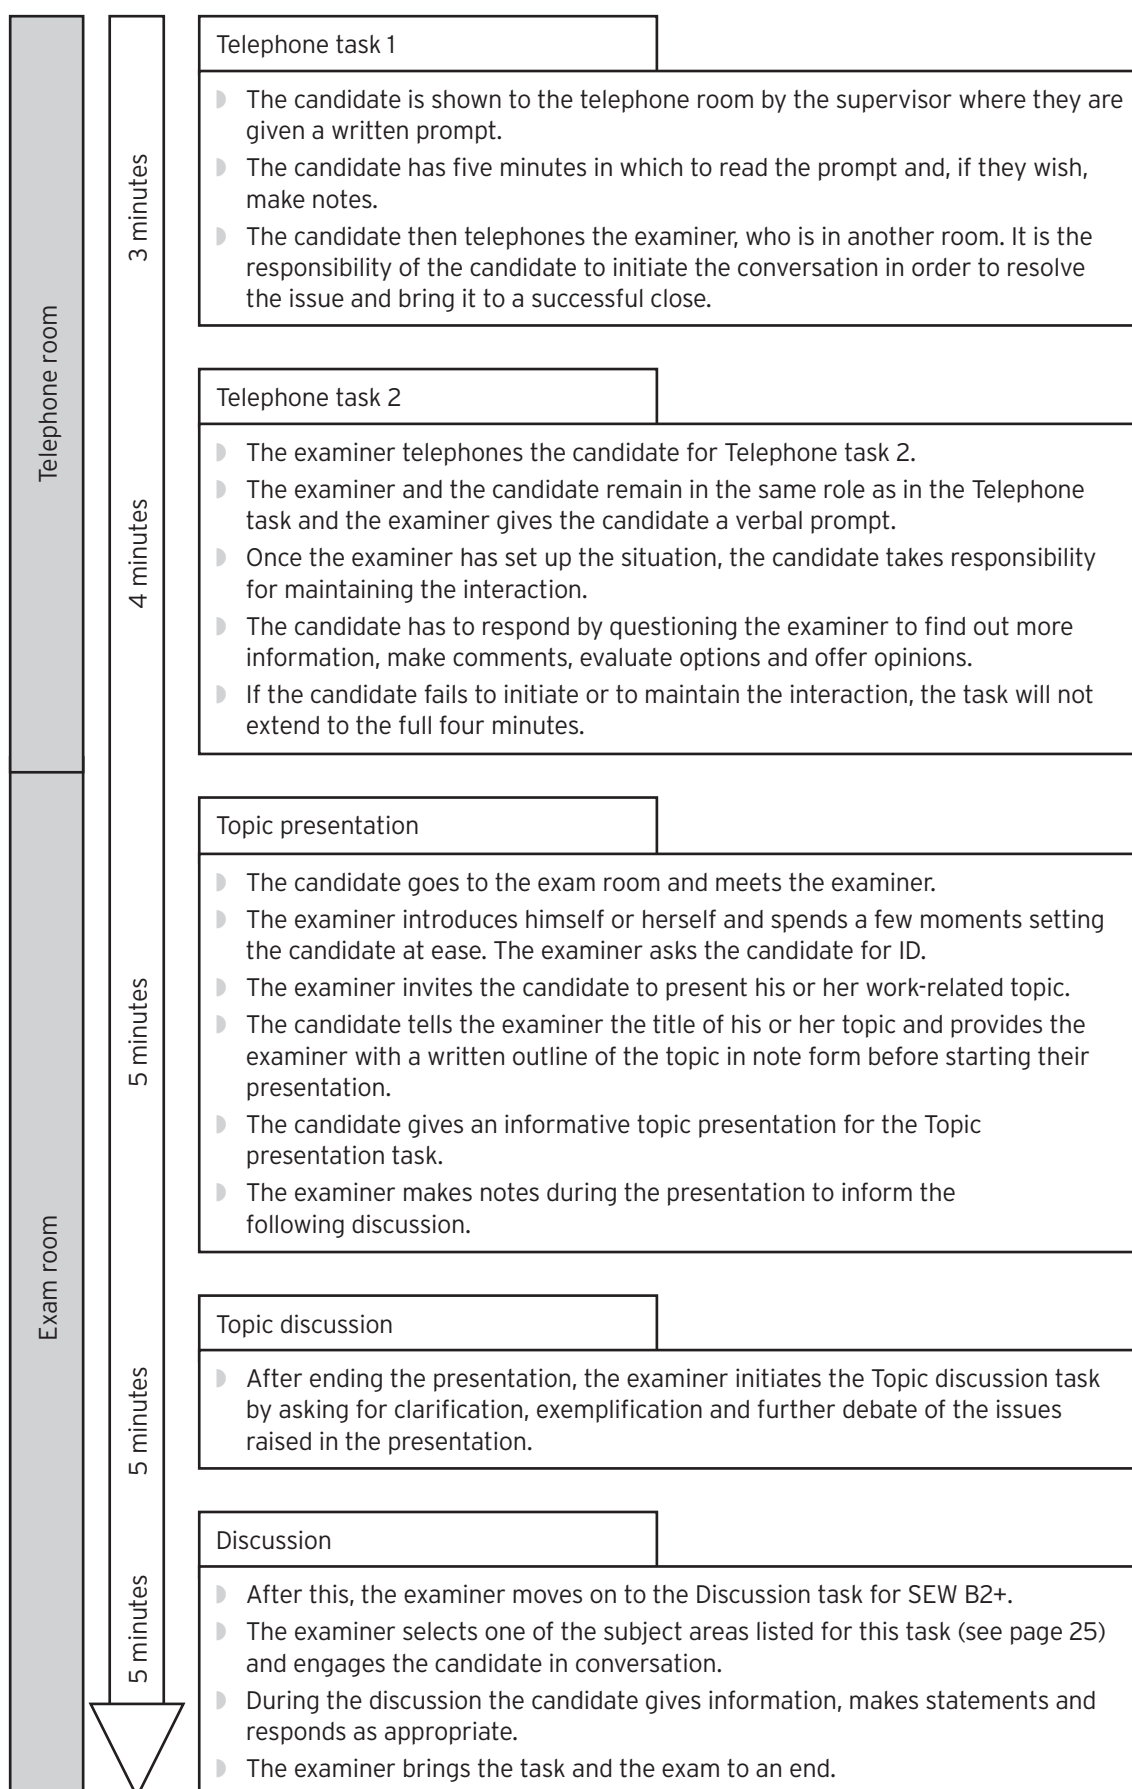 Telephone room
3 minutes
Telephone task 1
The candidate is shown to the telephone room by the supervisor where they are
given a written prompt.
The candidate has five minutes in which to read the prompt and, if they wish,
make notes.
The candidate then telephones the examiner, who is in another room. It is the
responsibility of the candidate to initiate the conversation in order to resolve
the issue and bring it to a successful close.
4 minutes
Telephone task 2
The examiner telephones the candidate for Telephone task 2.
The examiner and the candidate remain in the same role as in the Telephone
task and the examiner gives the candidate a verbal prompt.
Once the examiner has set up the situation, the candidate takes responsibility
for maintaining the interaction.
The candidate has to respond by questioning the examiner to find out more
information, make comments, evaluate options and offer opinions.
If the candidate fails to initiate or to maintain the interaction, the task will not
extend to the full four minutes.
Exam room
5 minutes
Topic presentation
The candidate goes to the exam room and meets the examiner.
The examiner introduces himself or herself and spends a few moments setting
the candidate at ease. The examiner asks the candidate for ID.
The examiner invites the candidate to present his or her work-related topic.
The candidate tells the examiner the title of his or her topic and provides the
examiner with a written outline of the topic in note form before starting their
presentation.
The candidate gives an informative topic presentation for the Topic
presentation task.
The examiner makes notes during the presentation to inform the
following discussion.
5 minutes
Topic discussion
After ending the presentation, the examiner initiates the Topic discussion task
by asking for clarification, exemplification and further debate of the issues
raised in the presentation.
5 minutes
Discussion
After this, the examiner moves on to the Discussion task for SEW B2+.
The examiner selects one of the subject areas listed for this task (see page 25)
and engages the candidate in conversation.
During the discussion the candidate gives information, makes statements and
responds as appropriate.
The examiner brings the task and the exam to an end.